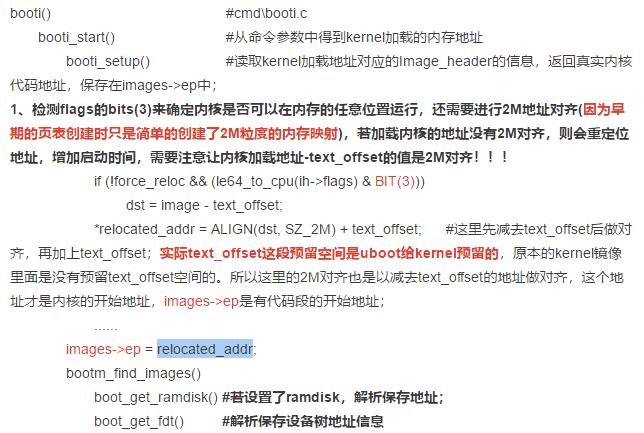 booti() #cmd\booti.c
booti_start() #从命令参数中得到kernel加载的内存地址
booti_setup() #读取kernel加载地址对应的Image_header的信息，返回真实内核
代码地址，保存在images->ep中；
1、检测flags的bits(3)来确定内核是否可以在内存的任意位置运行，还需要进行2M地址对齐(因为早
期的页表创建时只是简单的创建了2M粒度的内存映射)，若加载内核的地址没有2M对齐，则会重定位
地址，增加启动时间，需要注意让内核加载地址-text_offset的值是2M对齐！！！
if (!force_reloc && (le64_to_cpu(ih->flags) & BIT(3)))
dst = image - text_offset;
*relocated_addr = ALIGN(dst, SZ_2M) + text_offset; #这里先减去text_offset后做对
齐，再加上text_offset；实际text_offset这段预留空间是uboot给kernel预留的，原本的kernel镜像
里面是没有预留text_offset空间的。所以这里的2M对齐也是以减去text_offset的地址做对齐，这个地
址才是内核的开始地址，images->ep是有代码段的开始地址；
......
images->ep = relocated_addr;
bootm_find_images()
boot_get_ramdisk() #若设置了ramdisk，解析保存地址；
boot_get_fdt() #解析保存设备树地址信息